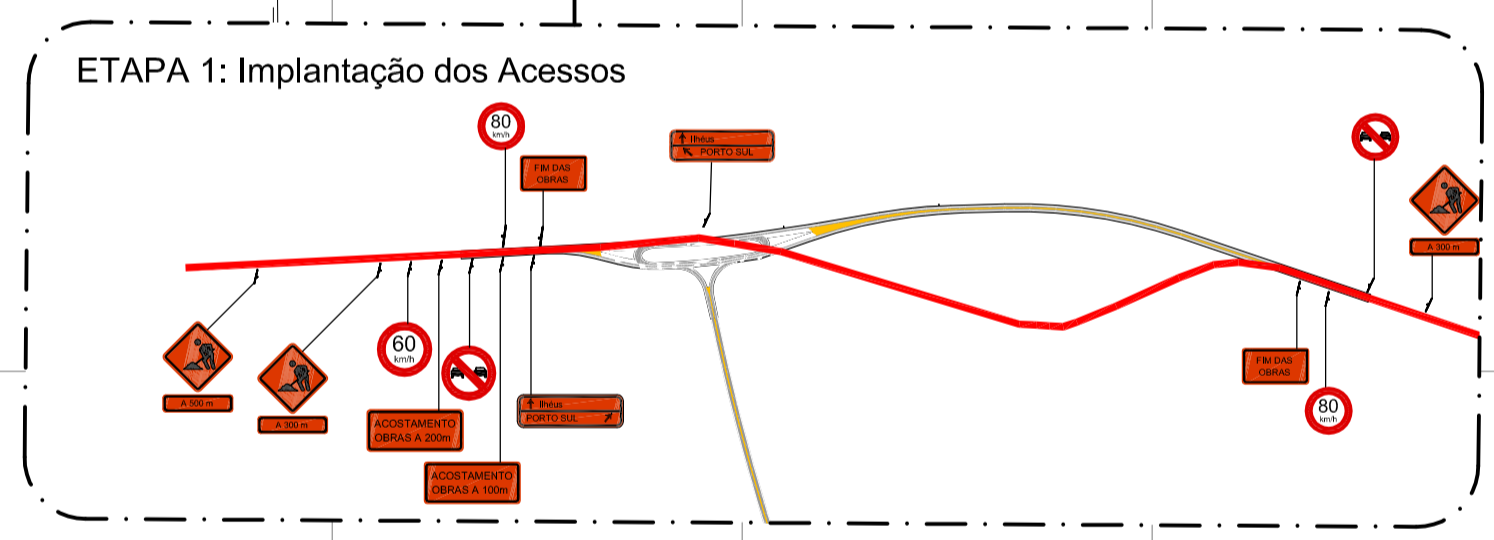 ETAPA 1: Implantação dos Acessos
80
km/h
FIM DAS
OBRAS
Ilhéus
PORTO SUL
A 300 m
A 500 m
A 300 m
60
km/h
ACOSTAMENTO
OBRAS A 200m
ACOSTAMENTO
OBRAS A 100m
Ilhéus
PORTO SUL
FIM DAS
OBRAS
80
km/h